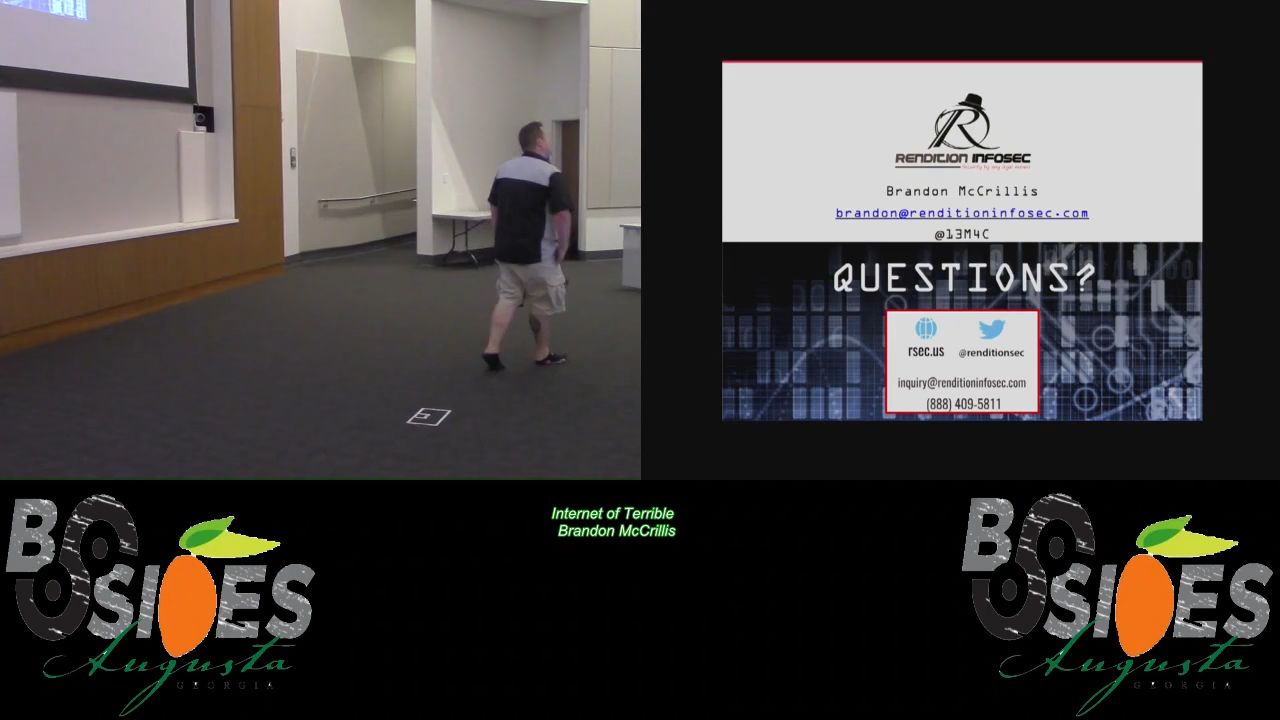 RENDITION INFOSEC
Brandon McCrillis
brandon@renditioninfosec.com
@13M4C
QUESTIONS?
rsec.us
@renditionsec
inquiry@renditioninfosec.com
(888) 409-5811
Internet of Terrible
Brandon McCrillis
BSIDES
Augusta
GEORGIA
BSIDES
Augusta
GEORGIA